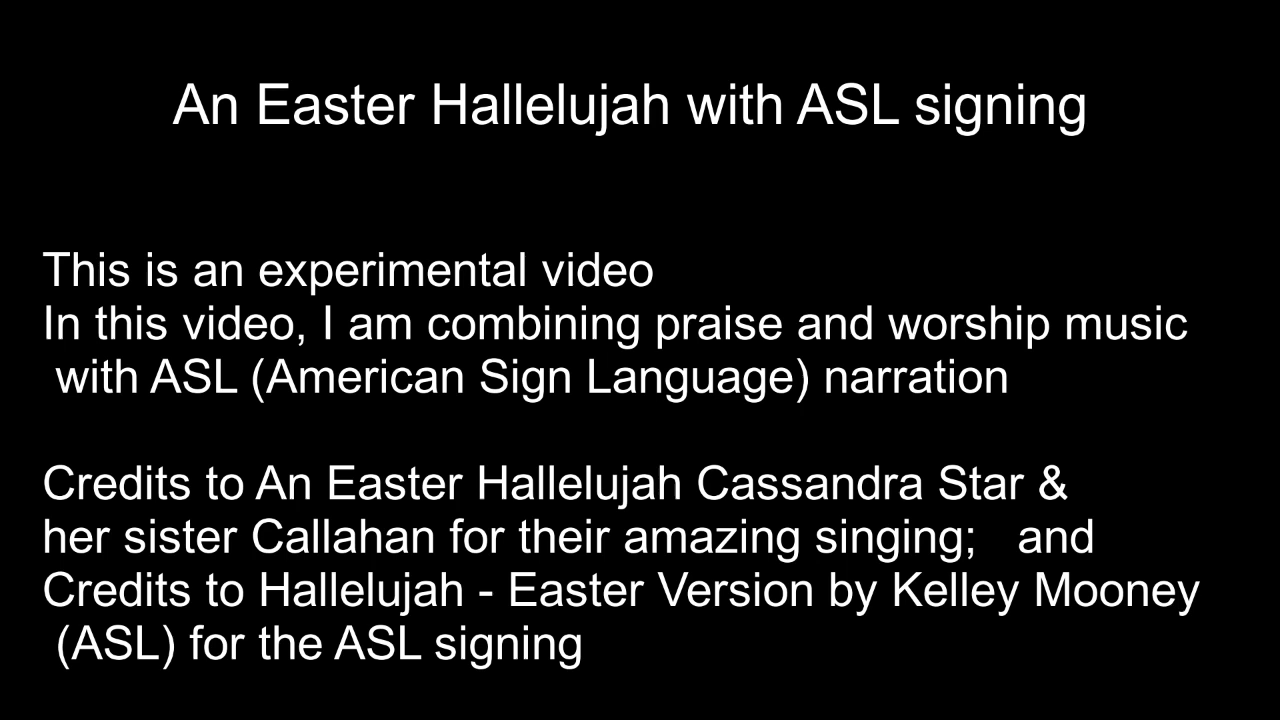 An Easter Hallelujah with ASL signing
This is an experimental video
In this video, I am combining praise and worship music
with ASL (American Sign Language) narration
Credits to An Easter Hallelujah Cassandra Star &
her sister Callahan for their amazing singing; and
Credits to Hallelujah - Easter Version by Kelley Mooney
(ASL) for the ASL signing